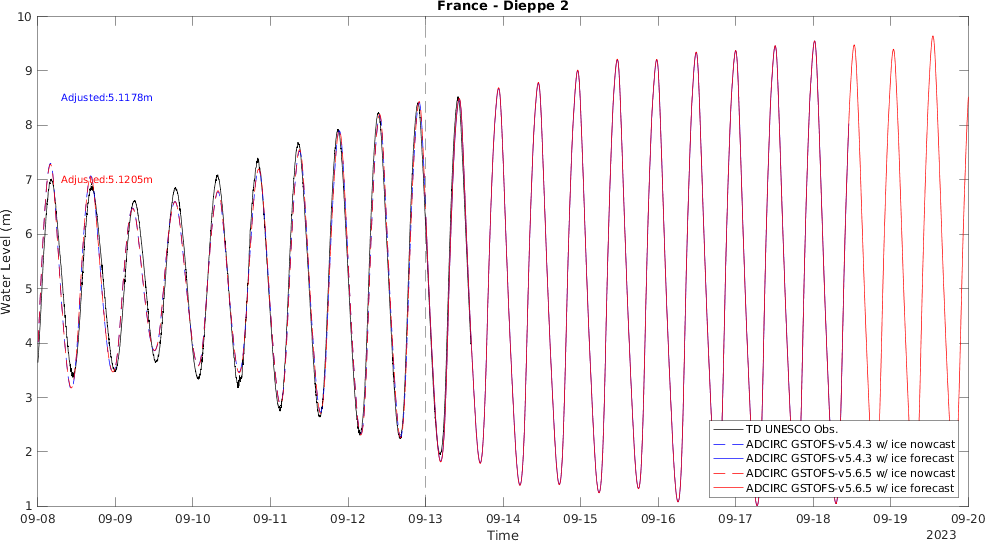 France - Dieppe 2
10
9
8
7
6
5
4
3
2
1
Water Level (m)
Adjusted:5.1178m
Adjusted:5.1205m
TD UNESCO Obs.
ADCIRC GSTOFS-v5.4.3 w/ ice nowcast
ADCIRC GSTOFS-v5.4.3 w/ ice forecast
ADCIRC GSTOFS-v5.6.5 w/ ice nowcast
ADCIRC GSTOFS-v5.6.5 w/ ice forecast
09-08 09-09 09-10 09-11 09-12 09-13 09-14 09-15 09-16 09-17 09-18 09-19 09-20
Time
2023